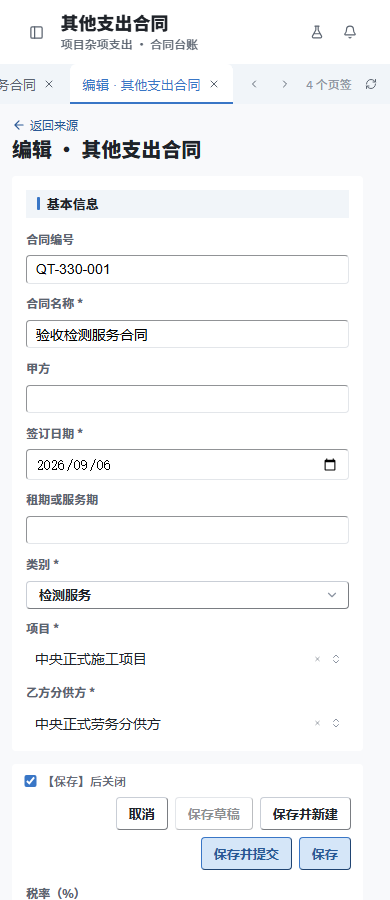 其他支出合同
项目杂项支出 • 合同台账
务合同 ×
编辑 · 其他支出合同 ×
4 个页签
← 返回来源
编辑 • 其他支出合同
基本信息
合同编号
QT-330-001
合同名称 *
验收检测服务合同
甲方
签订日期 *
2026/09/06
租期或服务期
类别 *
检测服务
项目 *
中央正式施工项目
乙方分供方 *
中央正式劳务分供方
【保存】后关闭
取消
保存草稿
保存并新建
保存并提交
保存
税率（%）